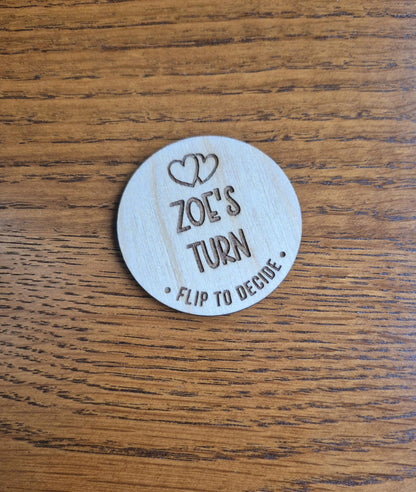 ZOE'S
TURN
• FLIP TO DECIDE •